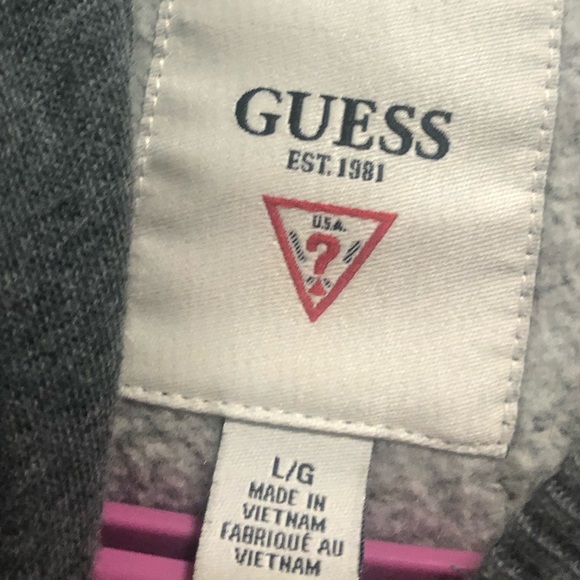 GUESS
EST. 1981
U.S.A.
?
L/G
MADE IN
VIETNAM
FABRIQUÉ AU
VIETNAM